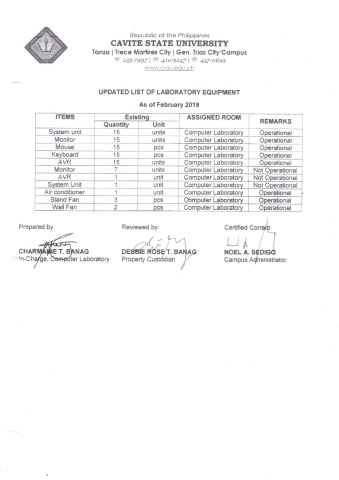 Republic of the Philippines
CAVITE STATE UNIVERSITY
Tanza | Trece Martires City | Gen. Trias City Campus
☏ 235-7997 | ☏ 410-5247 | ☏ 437-0693
www.cvsu.edu.ph
UPDATED LIST OF LABORATORY EQUIPMENT
As of February 2019
ITEMS Existing ASSIGNED ROOM REMARKS
Quantity Unit
System unit 15 units Computer Laboratory Operational
Monitor 15 units Computer Laboratory Operational
Mouse 15 pcs Computer Laboratory Operational
Keyboard 15 pcs Computer Laboratory Operational
AVR 15 units Computer Laboratory Operational
Monitor 7 units Computer Laboratory Not Operational
AVR 1 unit Computer Laboratory Not Operational
System Unit 1 unit Computer Laboratory Not Operational
Air conditioner 1 unit Computer Laboratory Operational
Stand Fan 3 pcs Computer Laboratory Operational
Wall Fan 2 pcs Computer Laboratory Operational
Prepared by: Reviewed by: Certified Correct:
CHARMAINE T. BANAG DEBBIE ROSE T. BANAG NOEL A. SEDIGO
In-Charge, Computer Laboratory Property Custodian Campus Administrator